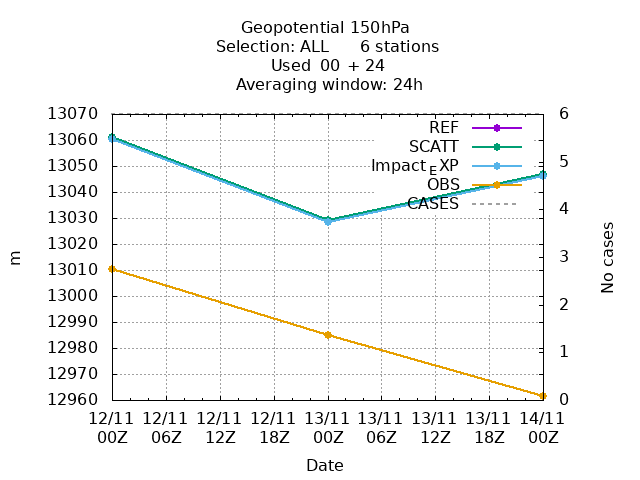 Geopotential 150hPa
Selection: ALL 6 stations
Used 00 + 24
Averaging window: 24h
13070
13060
13050
13040
13030
13020
13010
13000
12990
12980
12970
12960
6
5
4
3
2
1
0
REF
SCATT
Impact EXP
OBS
CASES
m
No cases
12/11 12/11 12/11 12/11 13/11 13/11 13/11 13/11 14/11
00Z 06Z 12Z 18Z 00Z 06Z 12Z 18Z 00Z
Date